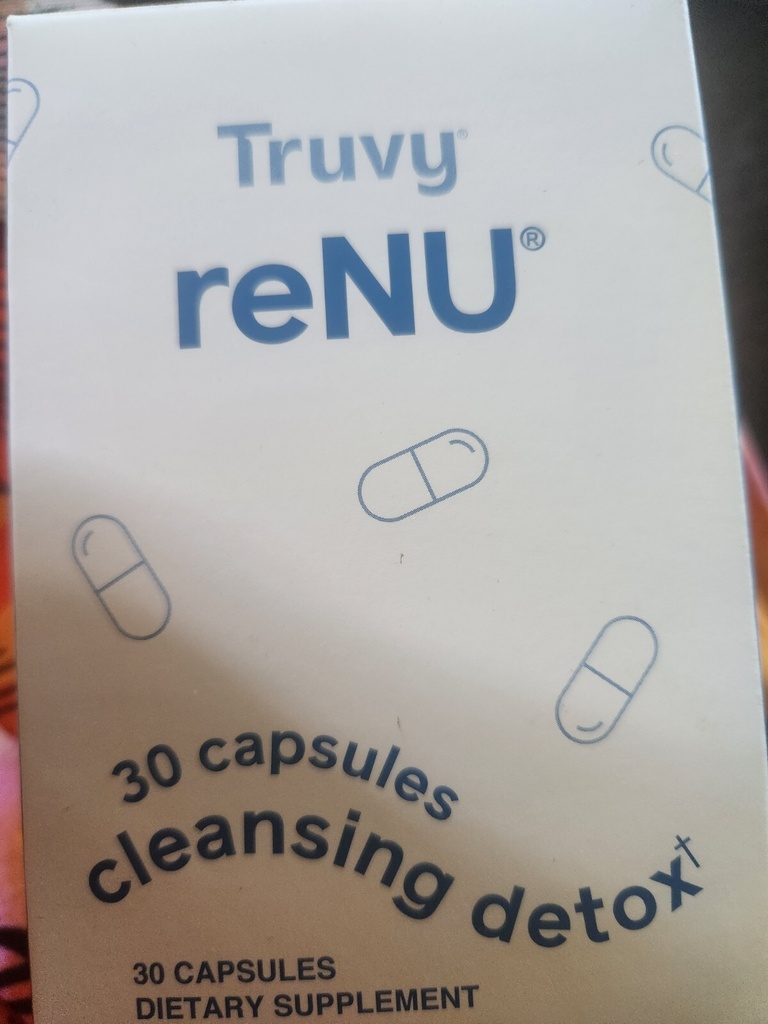 Truvy®
reNU®
30 capsules
cleansing detox†
30 CAPSULES
DIETARY SUPPLEMENT